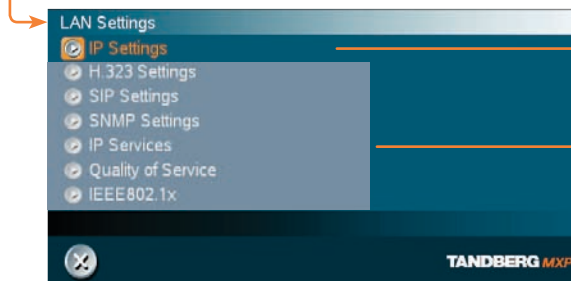 LAN Settings
IP Settings
H.323 Settings
SIP Settings
SNMP Settings
IP Services
Quality of Service
IEEE802.1x
TANDBERG MXP